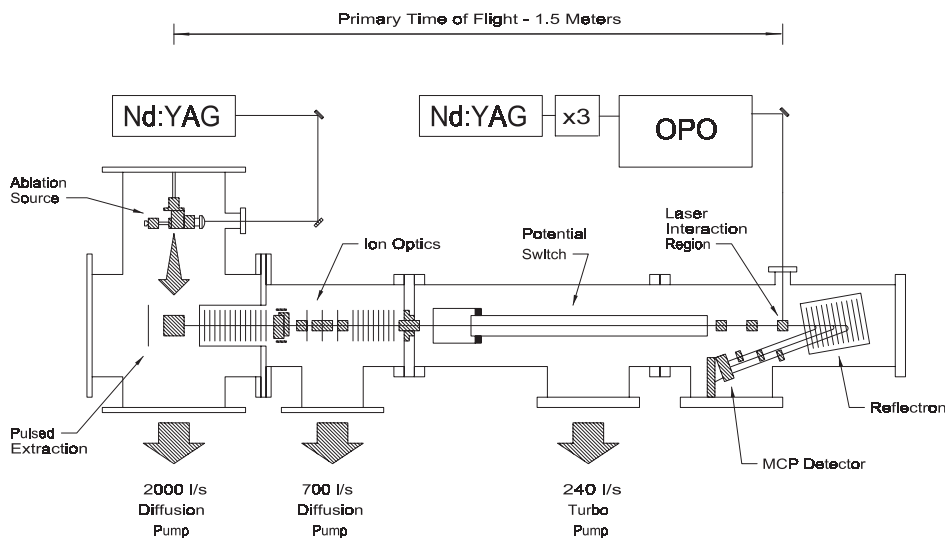 Primary Time of Flight - 1.5 Meters
Nd:YAG
Nd:YAG
x3
OPO
Ablation
Source
Ion Optics
Potential
Switch
Laser
Interaction
Region
Pulsed
Extraction
Reflectron
MCP Detector
2000 l/s
Diffusion
Pump
700 l/s
Diffusion
Pump
240 l/s
Turbo
Pump